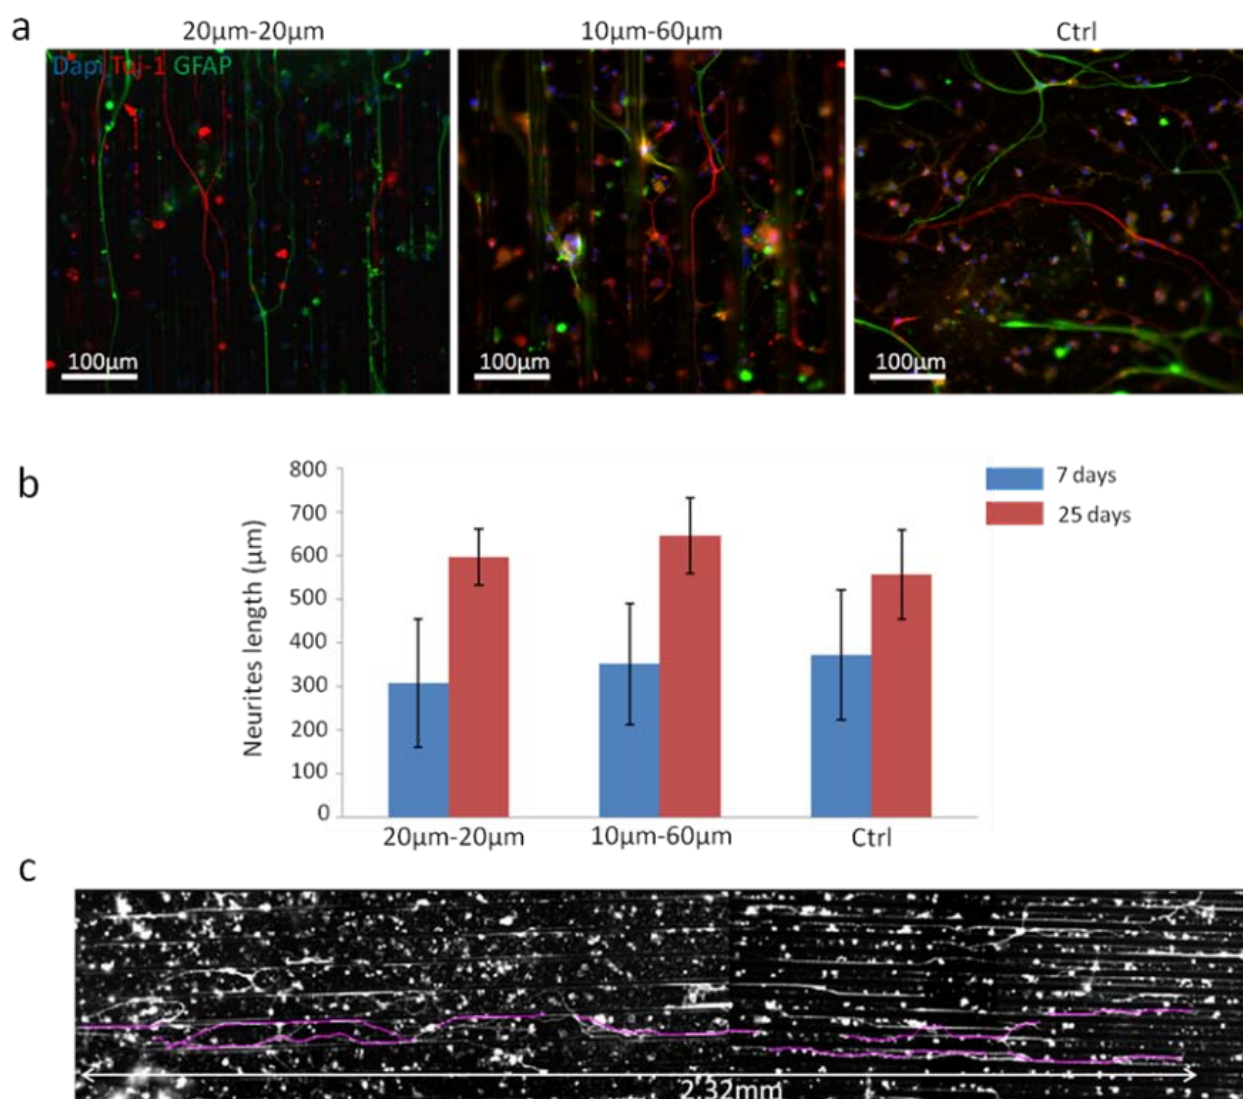 a
20µm-20µm 10µm-60µm Ctrl
Dapi Tuj-1 GFAP
100µm 100µm 100µm
b
800
700
600
500
400
300
200
100
0
Neurites length (µm)
7 days
25 days
20µm-20µm 10µm-60µm Ctrl
c
2.32mm